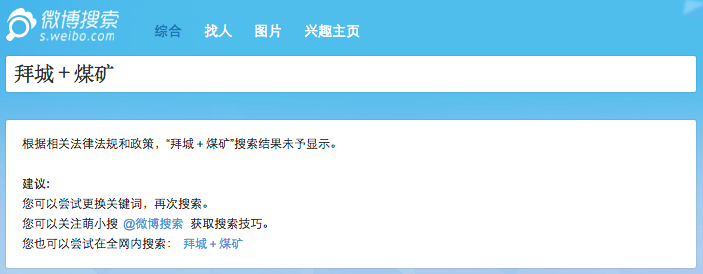 微博搜索
s.weibo.com
综合 找人 图片 兴趣主页
拜城+煤矿
根据相关法律法规和政策，“拜城+煤矿”搜索结果未予显示。
建议:
您可以尝试更换关键词，再次搜索。
您可以关注萌小搜 @微博搜索 获取搜索技巧。
您也可以尝试在全网内搜索： 拜城+煤矿